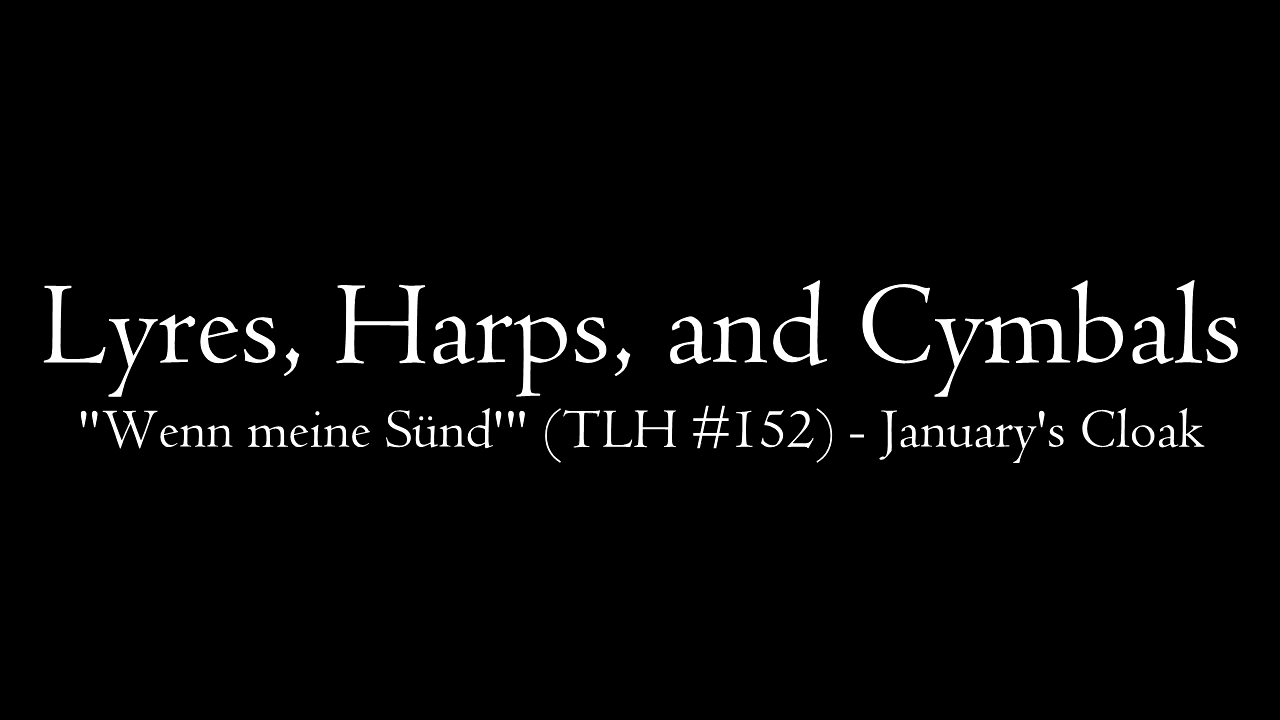 Lyres, Harps, and Cymbals
"Wenn meine Sünd'" (TLH #152) - January's Cloak